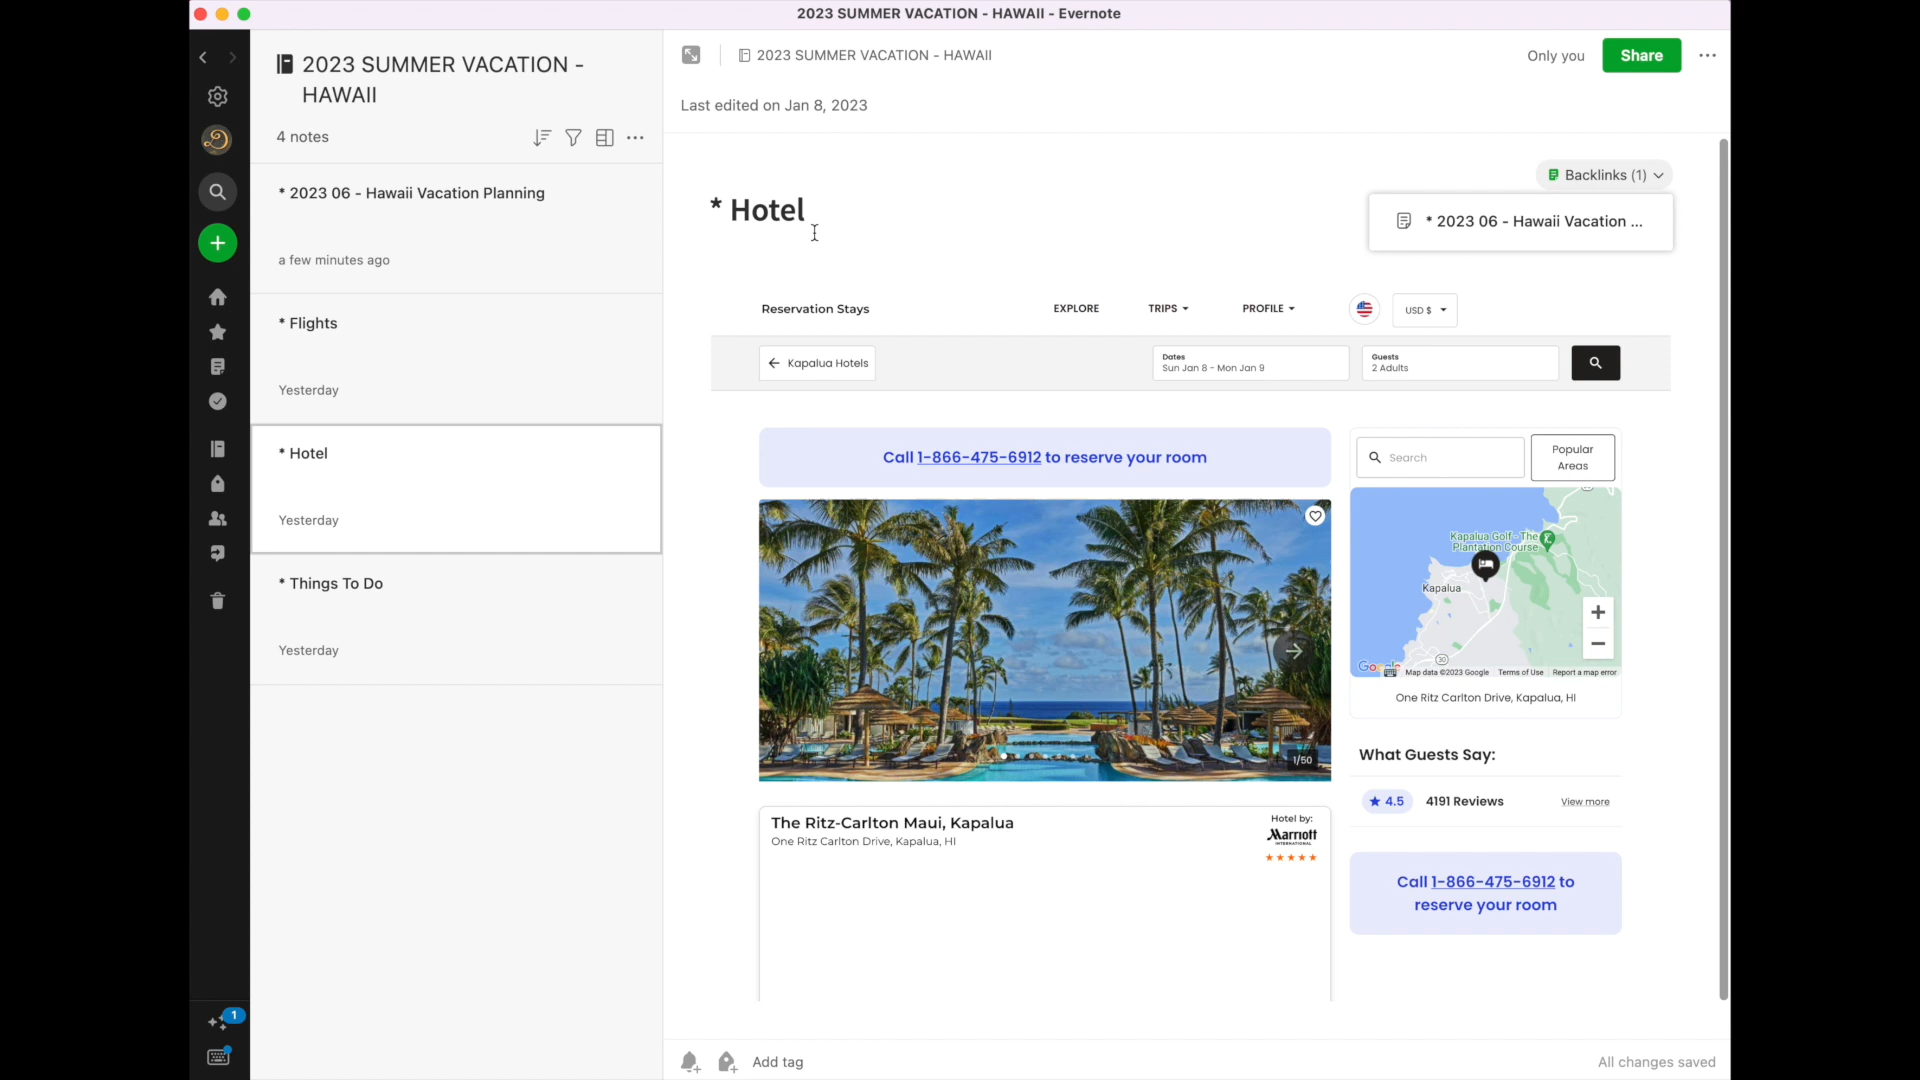 2023 SUMMER VACATION - HAWAII - Evernote
2023 SUMMER VACATION -
HAWAII
4 notes
* 2023 06 - Hawaii Vacation Planning
a few minutes ago
* Flights
Yesterday
* Hotel
Yesterday
* Things To Do
Yesterday
1
2023 SUMMER VACATION - HAWAII
Only you
Share
Last edited on Jan 8, 2023
Backlinks (1)
* 2023 06 - Hawaii Vacation ...
* Hotel
Reservation Stays
EXPLORE
TRIPS
PROFILE
USD $
Kapalua Hotels
Dates
Sun Jan 8 - Mon Jan 9
Guests
2 Adults
Call 1-866-475-6912 to reserve your room
Search
Popular
Areas
1/50
Kapalua Golf - The
Plantation Course
Kapalua
30
Google
Map data ©2023 Google
Terms of Use
Report a map error
One Ritz Carlton Drive, Kapalua, HI
What Guests Say:
4.5
4191 Reviews
View more
The Ritz-Carlton Maui, Kapalua
One Ritz Carlton Drive, Kapalua, HI
Hotel by:
Marriott
INTERNATIONAL
Call 1-866-475-6912 to
reserve your room
Add tag
All changes saved